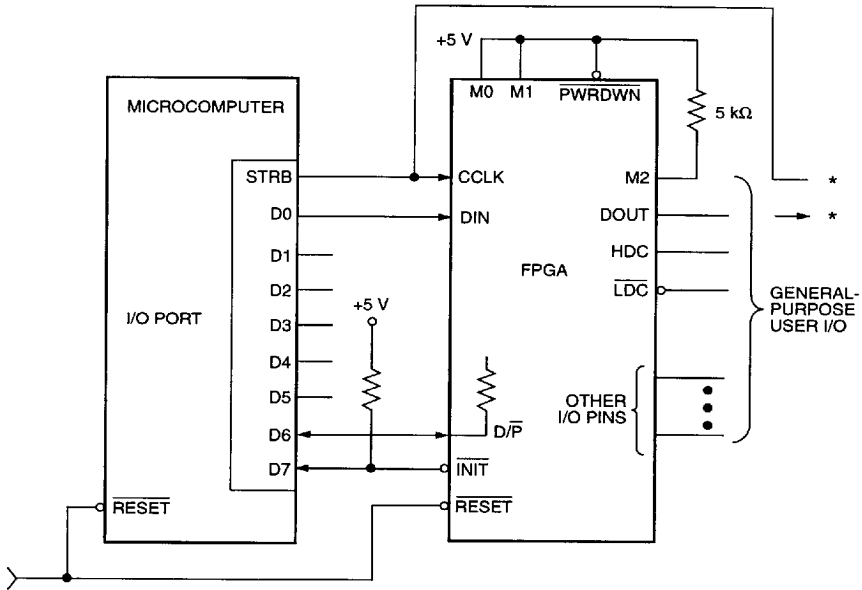 +5 V
M0 M1 PWRDWN
MICROCOMPUTER
5 kΩ
STRB
CCLK
M2
*
D0
DIN
DOUT
*
D1
HDC
FPGA
D2
LDC
GENERAL-
PURPOSE
USER I/O
+5 V
I/O PORT
D3
D4
D5
OTHER
I/O PINS
D6
D/P
D7
INIT
RESET
RESET